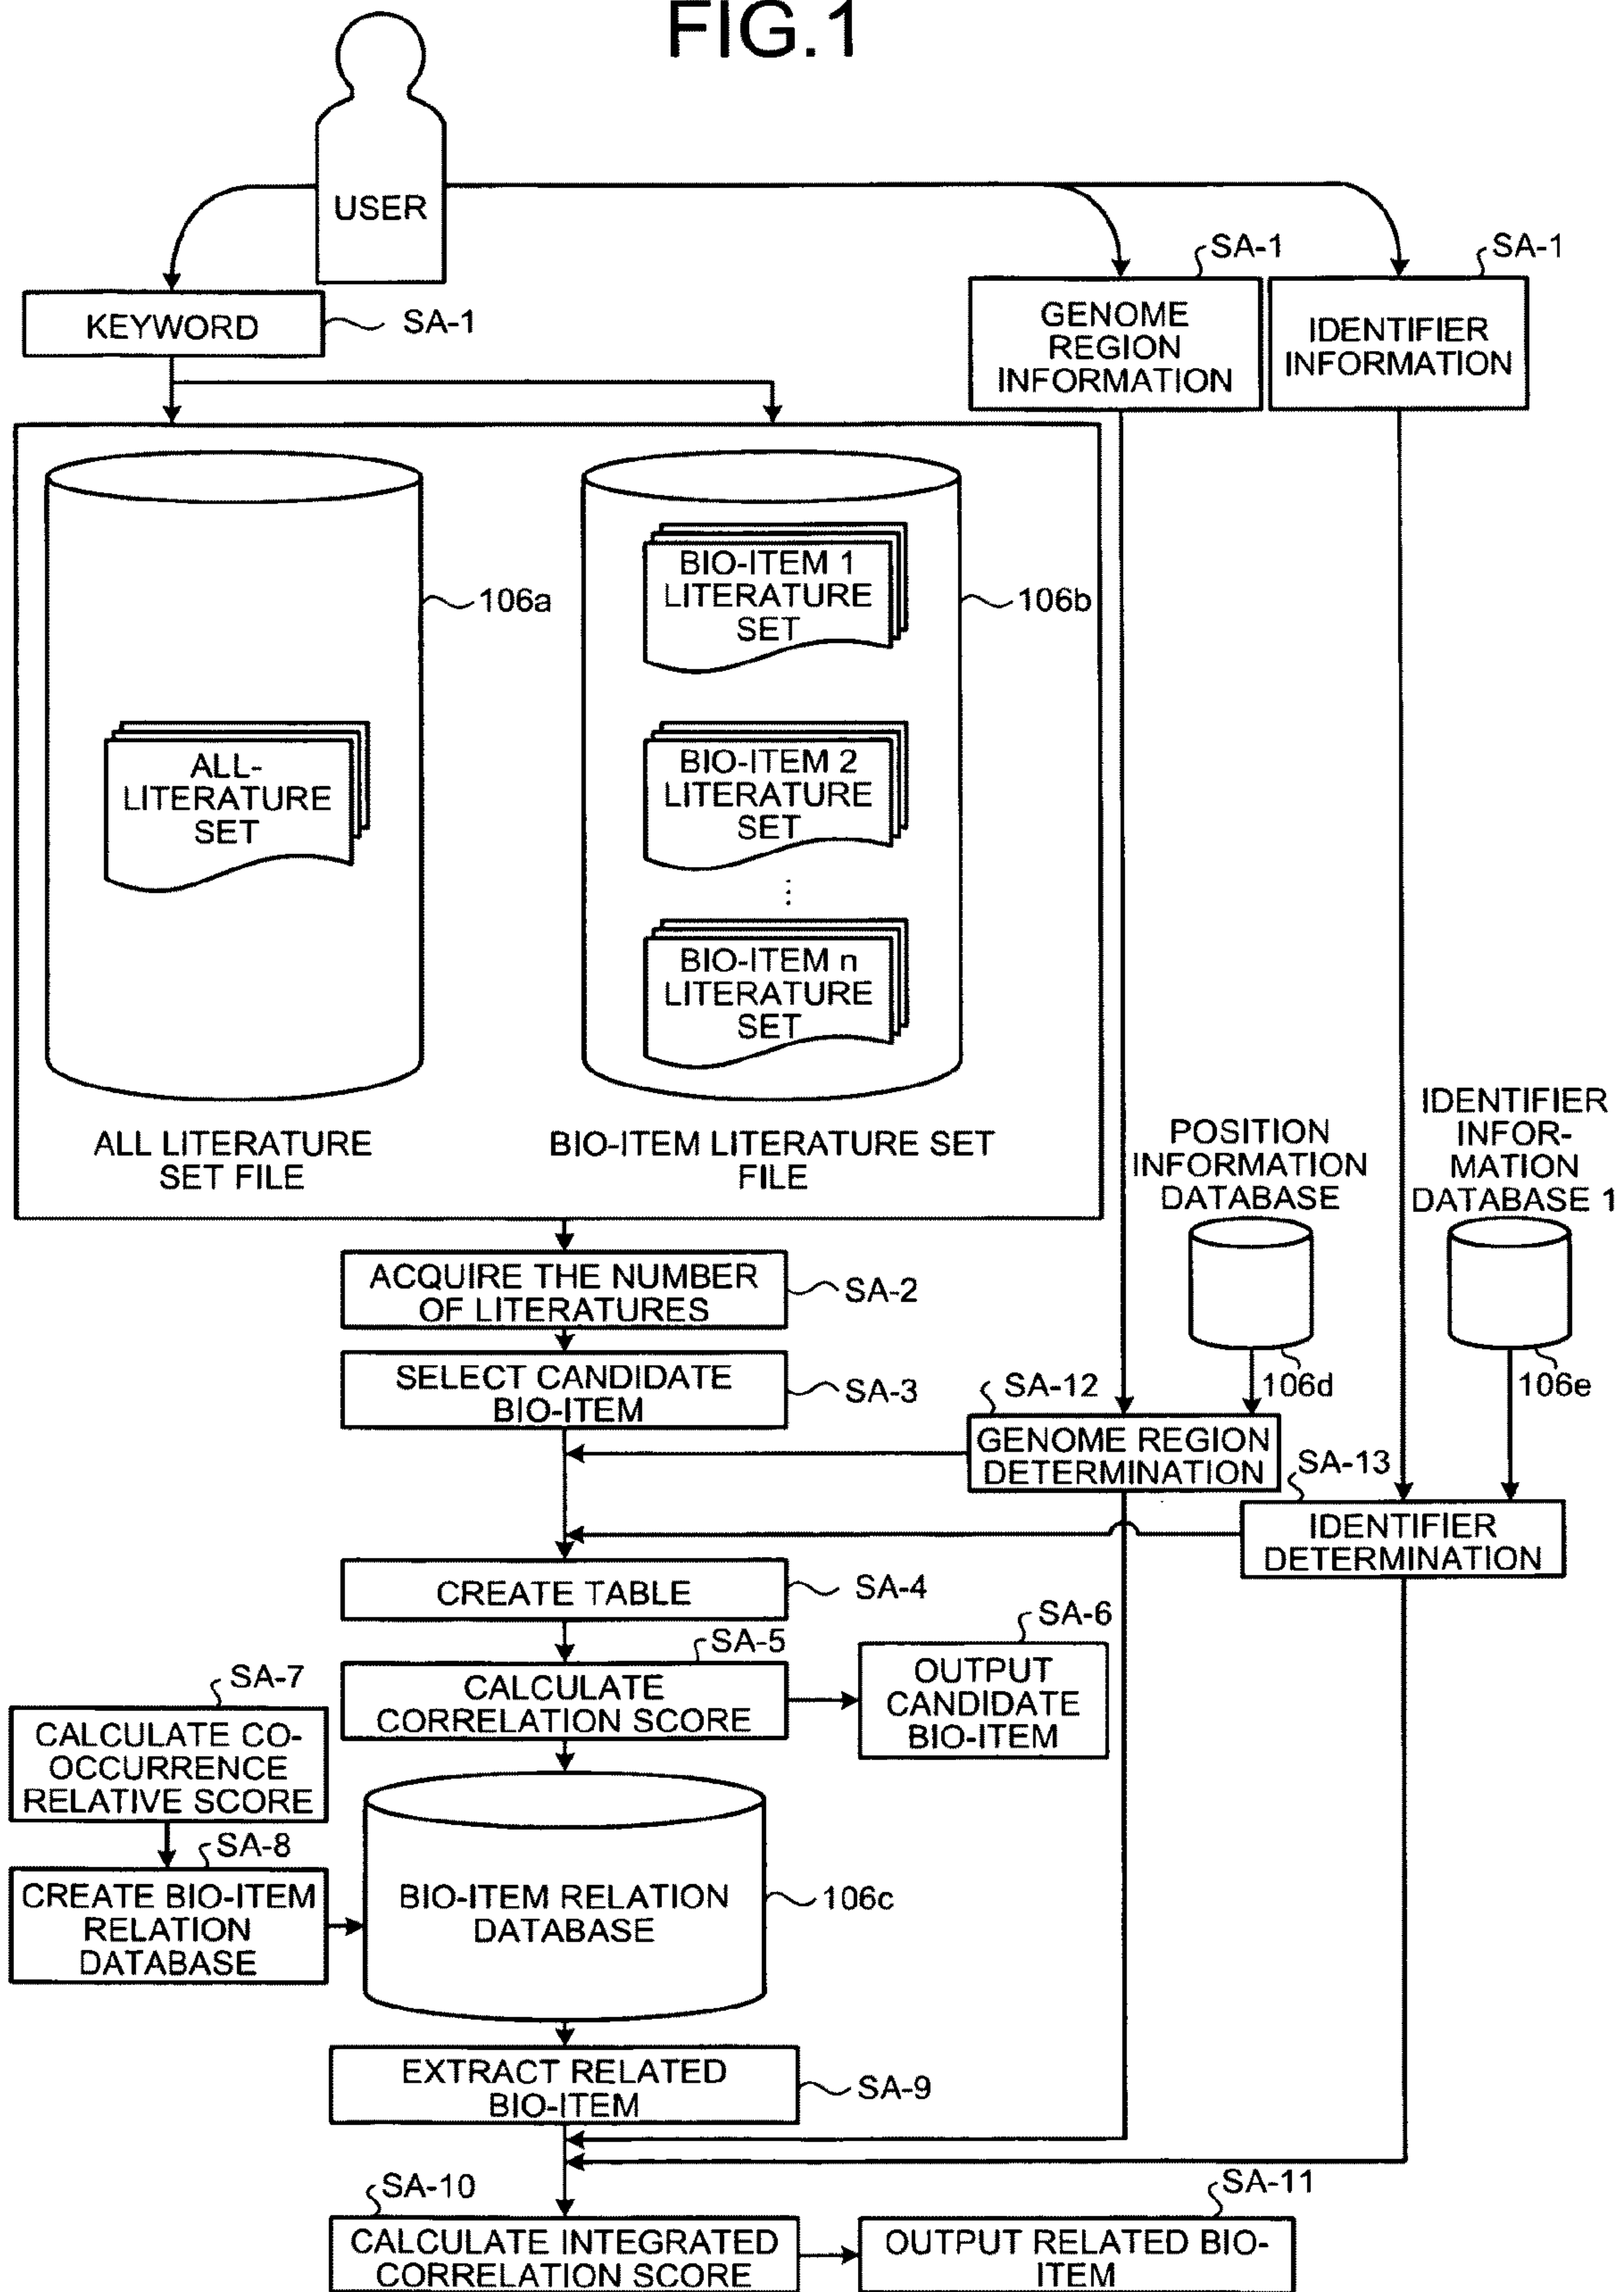 FIG.1
USER
SA-1
SA-1
KEYWORD
SA-1
GENOME
REGION
INFORMATION
IDENTIFIER
INFORMATION
106a
106b
ALL-
LITERATURE
SET
BIO-ITEM 1
LITERATURE
SET
BIO-ITEM 2
LITERATURE
SET
⋮
BIO-ITEM n
LITERATURE
SET
ALL LITERATURE
SET FILE
BIO-ITEM LITERATURE SET
FILE
POSITION
INFORMATION
DATABASE
IDENTIFIER
INFOR-
MATION
DATABASE 1
106d
106e
ACQUIRE THE NUMBER
OF LITERATURES
SA-2
SELECT CANDIDATE
BIO-ITEM
SA-3
SA-12
GENOME REGION
DETERMINATION
SA-13
IDENTIFIER
DETERMINATION
CREATE TABLE
SA-4
SA-5
CALCULATE
CORRELATION SCORE
SA-6
OUTPUT
CANDIDATE
BIO-ITEM
SA-7
CALCULATE CO-
OCCURRENCE
RELATIVE SCORE
SA-8
CREATE BIO-ITEM
RELATION
DATABASE
BIO-ITEM RELATION
DATABASE
106c
EXTRACT RELATED
BIO-ITEM
SA-9
SA-10
CALCULATE INTEGRATED
CORRELATION SCORE
SA-11
OUTPUT RELATED BIO-
ITEM